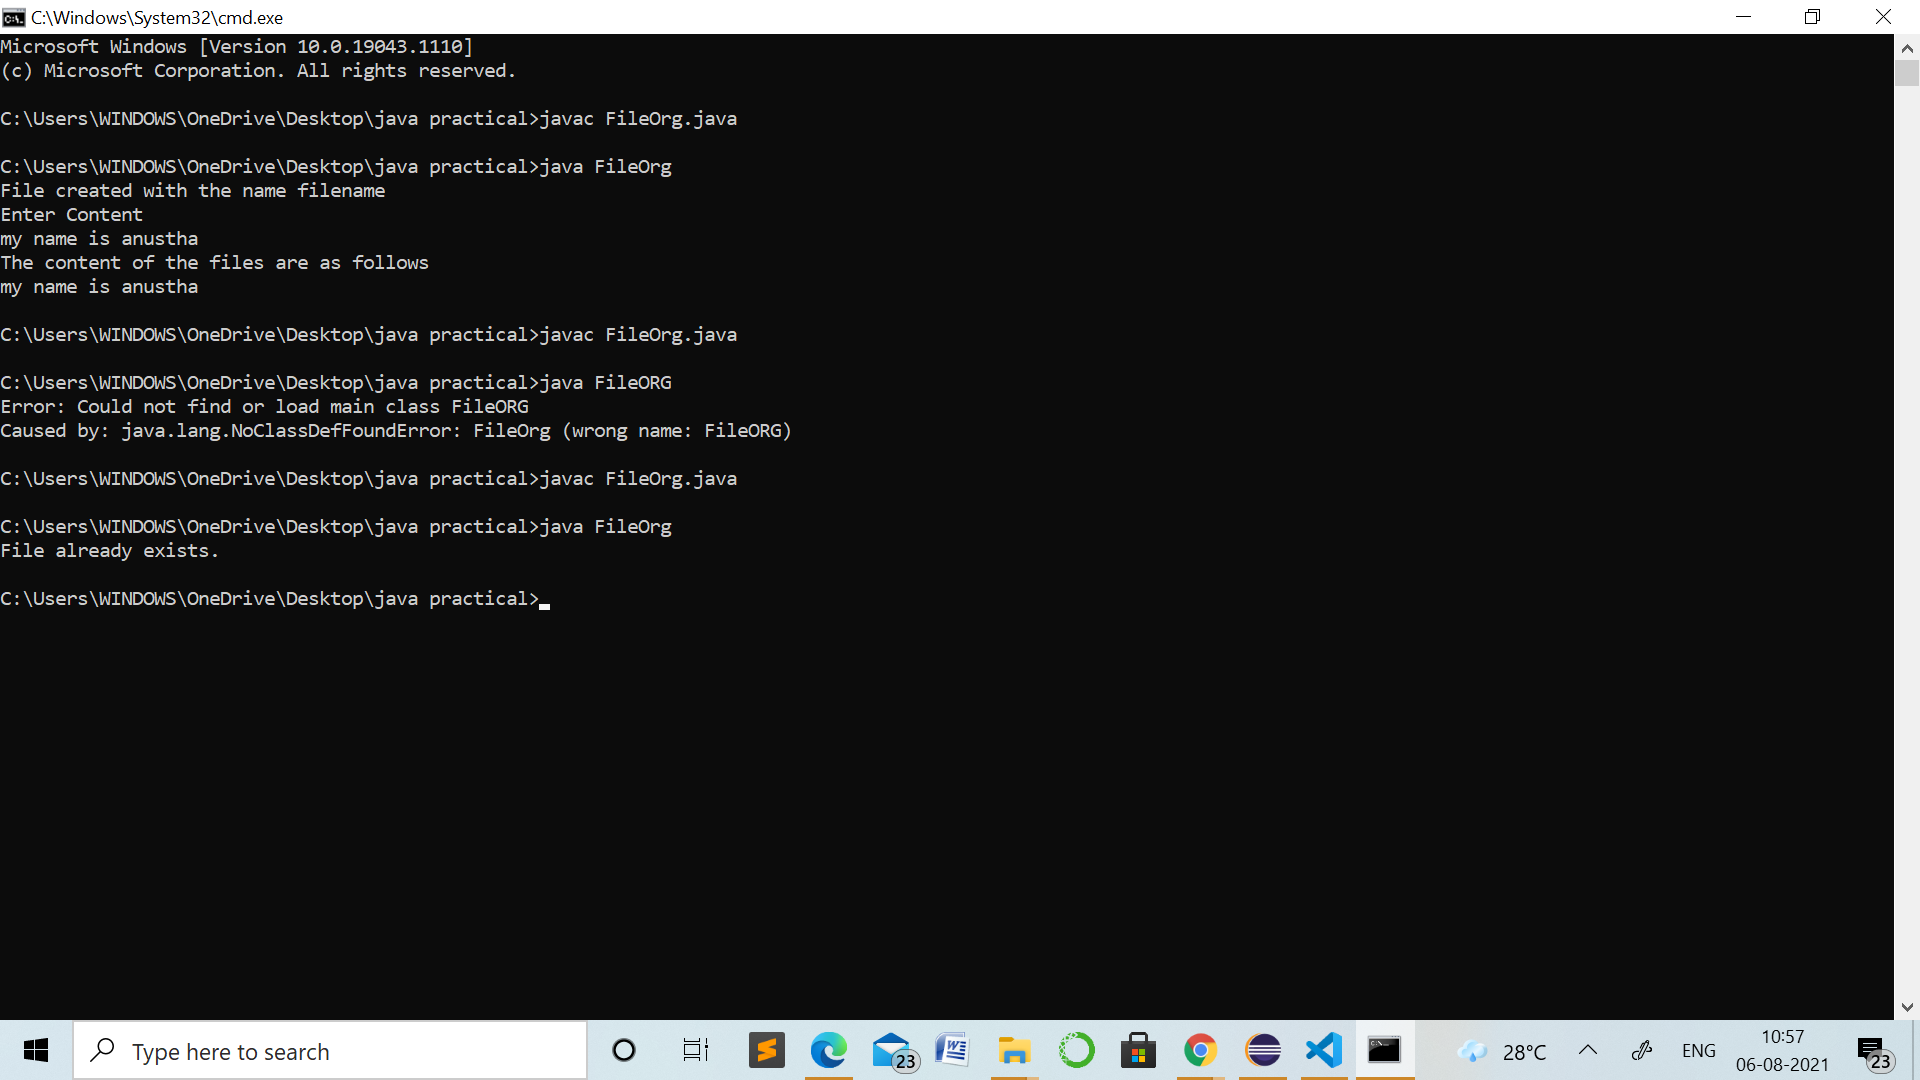 C:\Windows\System32\cmd.exe
Microsoft Windows [Version 10.0.19043.1110]
(c) Microsoft Corporation. All rights reserved.
C:\Users\WINDOWS\OneDrive\Desktop\java practical>javac FileOrg.java
C:\Users\WINDOWS\OneDrive\Desktop\java practical>java FileOrg
File created with the name filename
Enter Content
my name is anustha
The content of the files are as follows
my name is anustha
C:\Users\WINDOWS\OneDrive\Desktop\java practical>javac FileOrg.java
C:\Users\WINDOWS\OneDrive\Desktop\java practical>java FileORG
Error: Could not find or load main class FileORG
Caused by: java.lang.NoClassDefFoundError: FileOrg (wrong name: FileORG)
C:\Users\WINDOWS\OneDrive\Desktop\java practical>javac FileOrg.java
C:\Users\WINDOWS\OneDrive\Desktop\java practical>java FileOrg
File already exists.
C:\Users\WINDOWS\OneDrive\Desktop\java practical>
Type here to search
23
28°C
ENG
10:57
06-08-2021
23